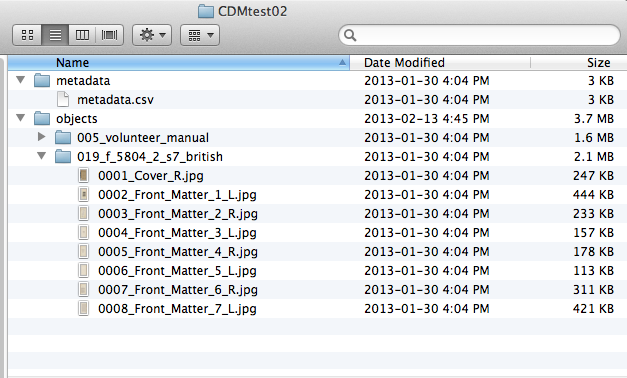 CDMtest02
Name Date Modified Size
metadata 2013-01-30 4:04 PM 3 KB
metadata.csv 2013-01-30 4:04 PM 3 KB
objects 2013-02-13 4:45 PM 3.7 MB
005_volunteer_manual 2013-01-30 4:04 PM 1.6 MB
019_f_5804_2_s7_british 2013-01-30 4:04 PM 2.1 MB
0001_Cover_R.jpg 2013-01-30 4:04 PM 247 KB
0002_Front_Matter_1_L.jpg 2013-01-30 4:04 PM 444 KB
0003_Front_Matter_2_R.jpg 2013-01-30 4:04 PM 233 KB
0004_Front_Matter_3_L.jpg 2013-01-30 4:04 PM 157 KB
0005_Front_Matter_4_R.jpg 2013-01-30 4:04 PM 178 KB
0006_Front_Matter_5_L.jpg 2013-01-30 4:04 PM 113 KB
0007_Front_Matter_6_R.jpg 2013-01-30 4:04 PM 311 KB
0008_Front_Matter_7_L.jpg 2013-01-30 4:04 PM 421 KB